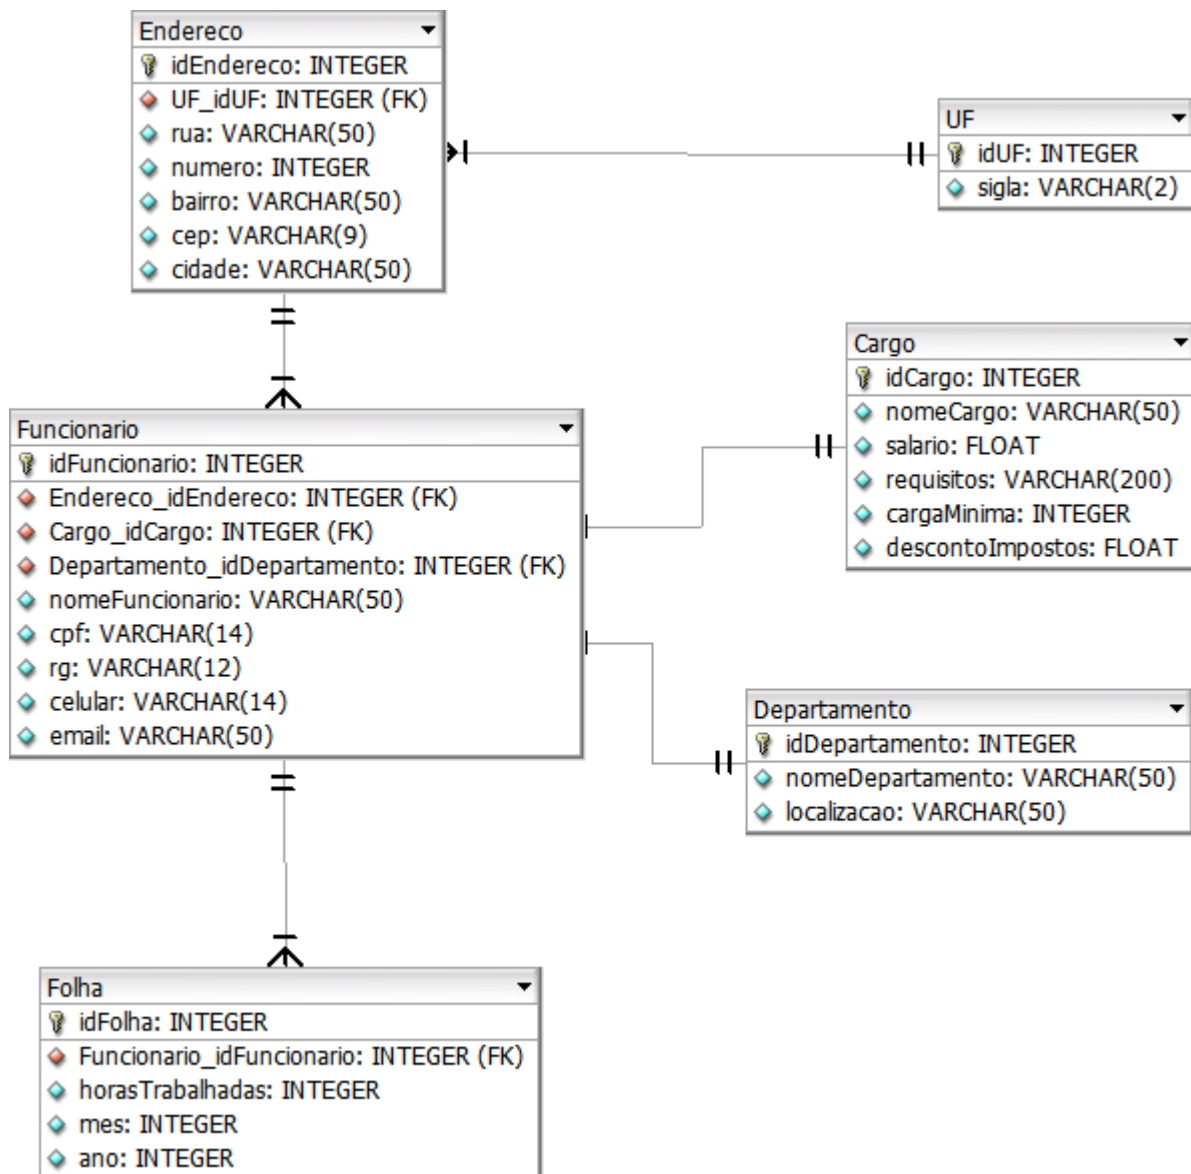 Endereco
idEndereco: INTEGER
UF_idUF: INTEGER (FK)
rua: VARCHAR(50)
numero: INTEGER
bairro: VARCHAR(50)
cep: VARCHAR(9)
cidade: VARCHAR(50)
UF
idUF: INTEGER
sigla: VARCHAR(2)
Cargo
idCargo: INTEGER
nomeCargo: VARCHAR(50)
salario: FLOAT
requisitos: VARCHAR(200)
cargaMinima: INTEGER
descontoImpostos: FLOAT
Funcionario
idFuncionario: INTEGER
Endereco_idEndereco: INTEGER (FK)
Cargo_idCargo: INTEGER (FK)
Departamento_idDepartamento: INTEGER (FK)
nomeFuncionario: VARCHAR(50)
cpf: VARCHAR(14)
rg: VARCHAR(12)
celular: VARCHAR(14)
email: VARCHAR(50)
Departamento
idDepartamento: INTEGER
nomeDepartamento: VARCHAR(50)
localizacao: VARCHAR(50)
Folha
idFolha: INTEGER
Funcionario_idFuncionario: INTEGER (FK)
horasTrabalhadas: INTEGER
mes: INTEGER
ano: INTEGER